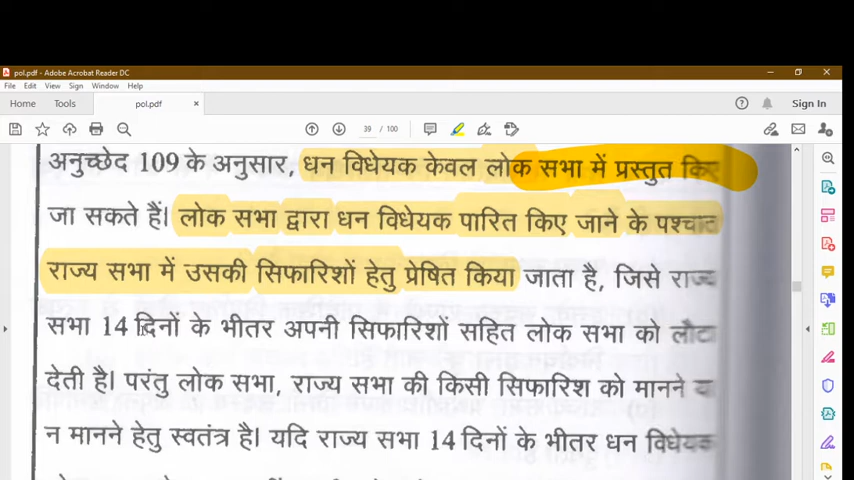 pol.pdf - Adobe Acrobat Reader DC
File Edit View Sign Window Help
Home Tools pol.pdf × Sign In
39 / 100
अनुच्छेद 109 के अनुसार, धन विधेयक केवल लोक सभा में प्रस्तुत किए
जा सकते हैं। लोक सभा द्वारा धन विधेयक पारित किए जाने के पश्चात
राज्य सभा में उसकी सिफारिशों हेतु प्रेषित किया जाता है, जिसे राज्य
सभा 14 दिनों के भीतर अपनी सिफारिशों सहित लोक सभा को लौटा
देती है। परंतु लोक सभा, राज्य सभा की किसी सिफारिश को मानने या
न मानने हेतु स्वतंत्र है। यदि राज्य सभा 14 दिनों के भीतर धन विधेयक